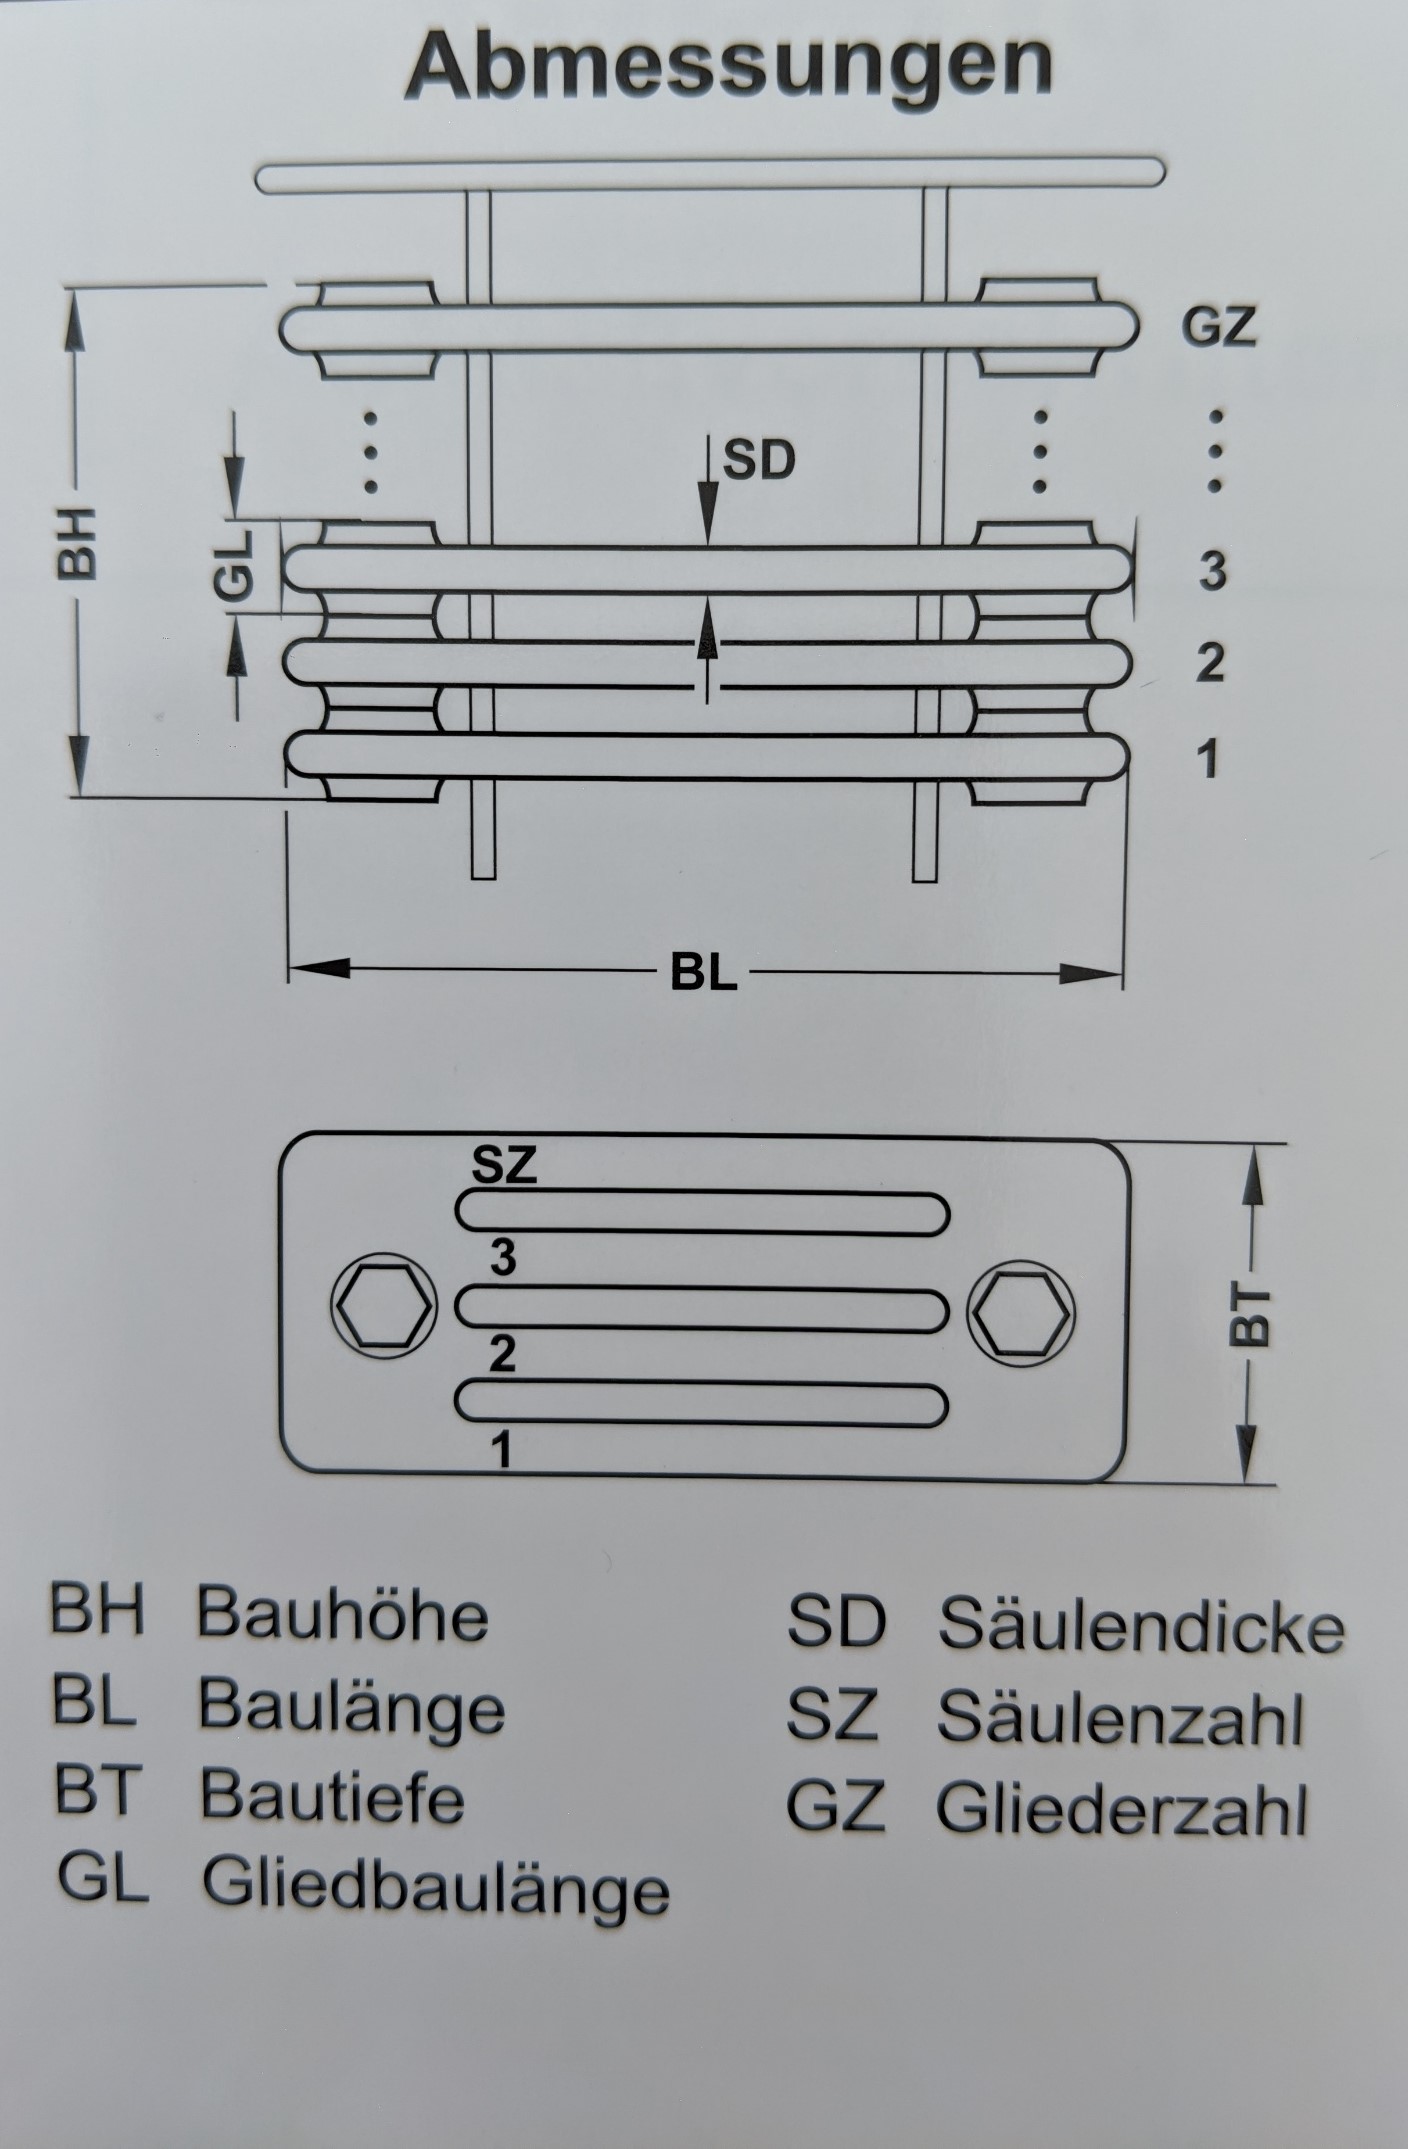 Abmessungen
GZ
SD
BH
GL
3
2
1
BL
SZ
3
2
1
BT
BH Bauhöhe
BL Baulänge
BT Bautiefe
GL Gliedbaulänge
SD Säulendicke
SZ Säulenzahl
GZ Gliederzahl